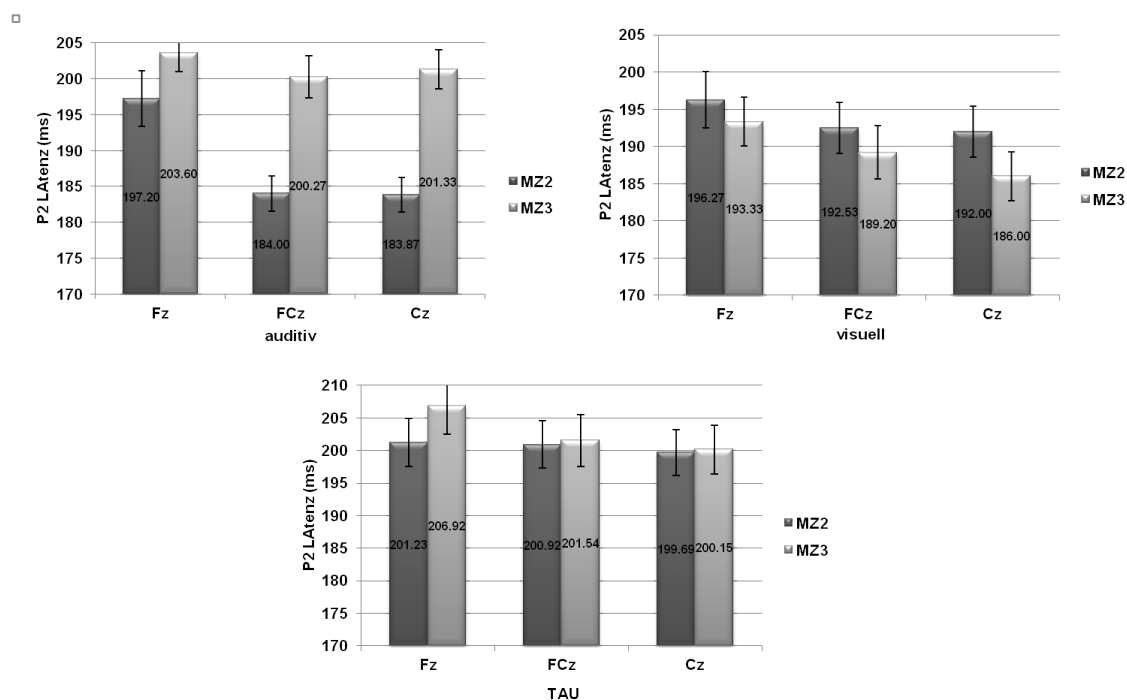 205
200
195
190
185
180
175
170
P2 LAtenz (ms)
197.20
203.60
184.00
200.27
183.87
201.33
Fz FCz Cz
auditiv
MZ2
MZ3
205
200
195
190
185
180
175
170
P2 LAtenz (ms)
196.27
193.33
192.53
189.20
192.00
186.00
Fz FCz Cz
visuell
MZ2
MZ3
210
205
200
195
190
185
180
175
170
P2 LAtenz (ms)
201.23
206.92
200.92
201.54
199.69
200.15
Fz FCz Cz
TAU
MZ2
MZ3